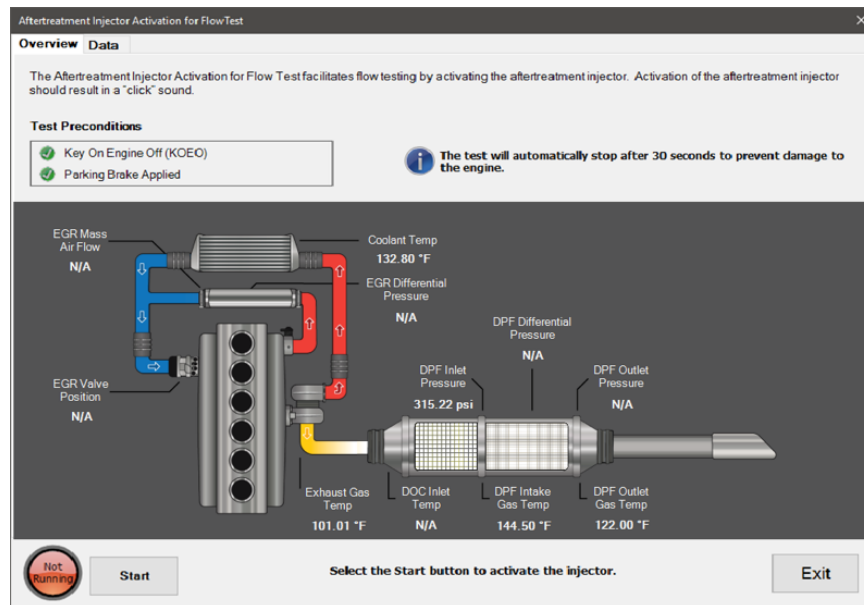 Aftertreatment Injector Activation for FlowTest
Overview Data
The Aftertreatment Injector Activation for Flow Test facilitates flow testing by activating the aftertreatment injector. Activation of the aftertreatment injector
should result in a "click" sound.
Test Preconditions
Key On Engine Off (KOEO)
Parking Brake Applied
The test will automatically stop after 30 seconds to prevent damage to
the engine.
EGR Mass
Air Flow
N/A
Coolant Temp
132.80 °F
EGR Differential
Pressure
N/A
DPF Differential
Pressure
N/A
EGR Valve
Position
N/A
DPF Inlet
Pressure
315.22 psi
DPF Outlet
Pressure
N/A
Exhaust Gas
Temp
101.01 °F
DOC Inlet
Temp
N/A
DPF Intake
Gas Temp
144.50 °F
DPF Outlet
Gas Temp
122.00 °F
Not
Running
Start
Select the Start button to activate the injector.
Exit